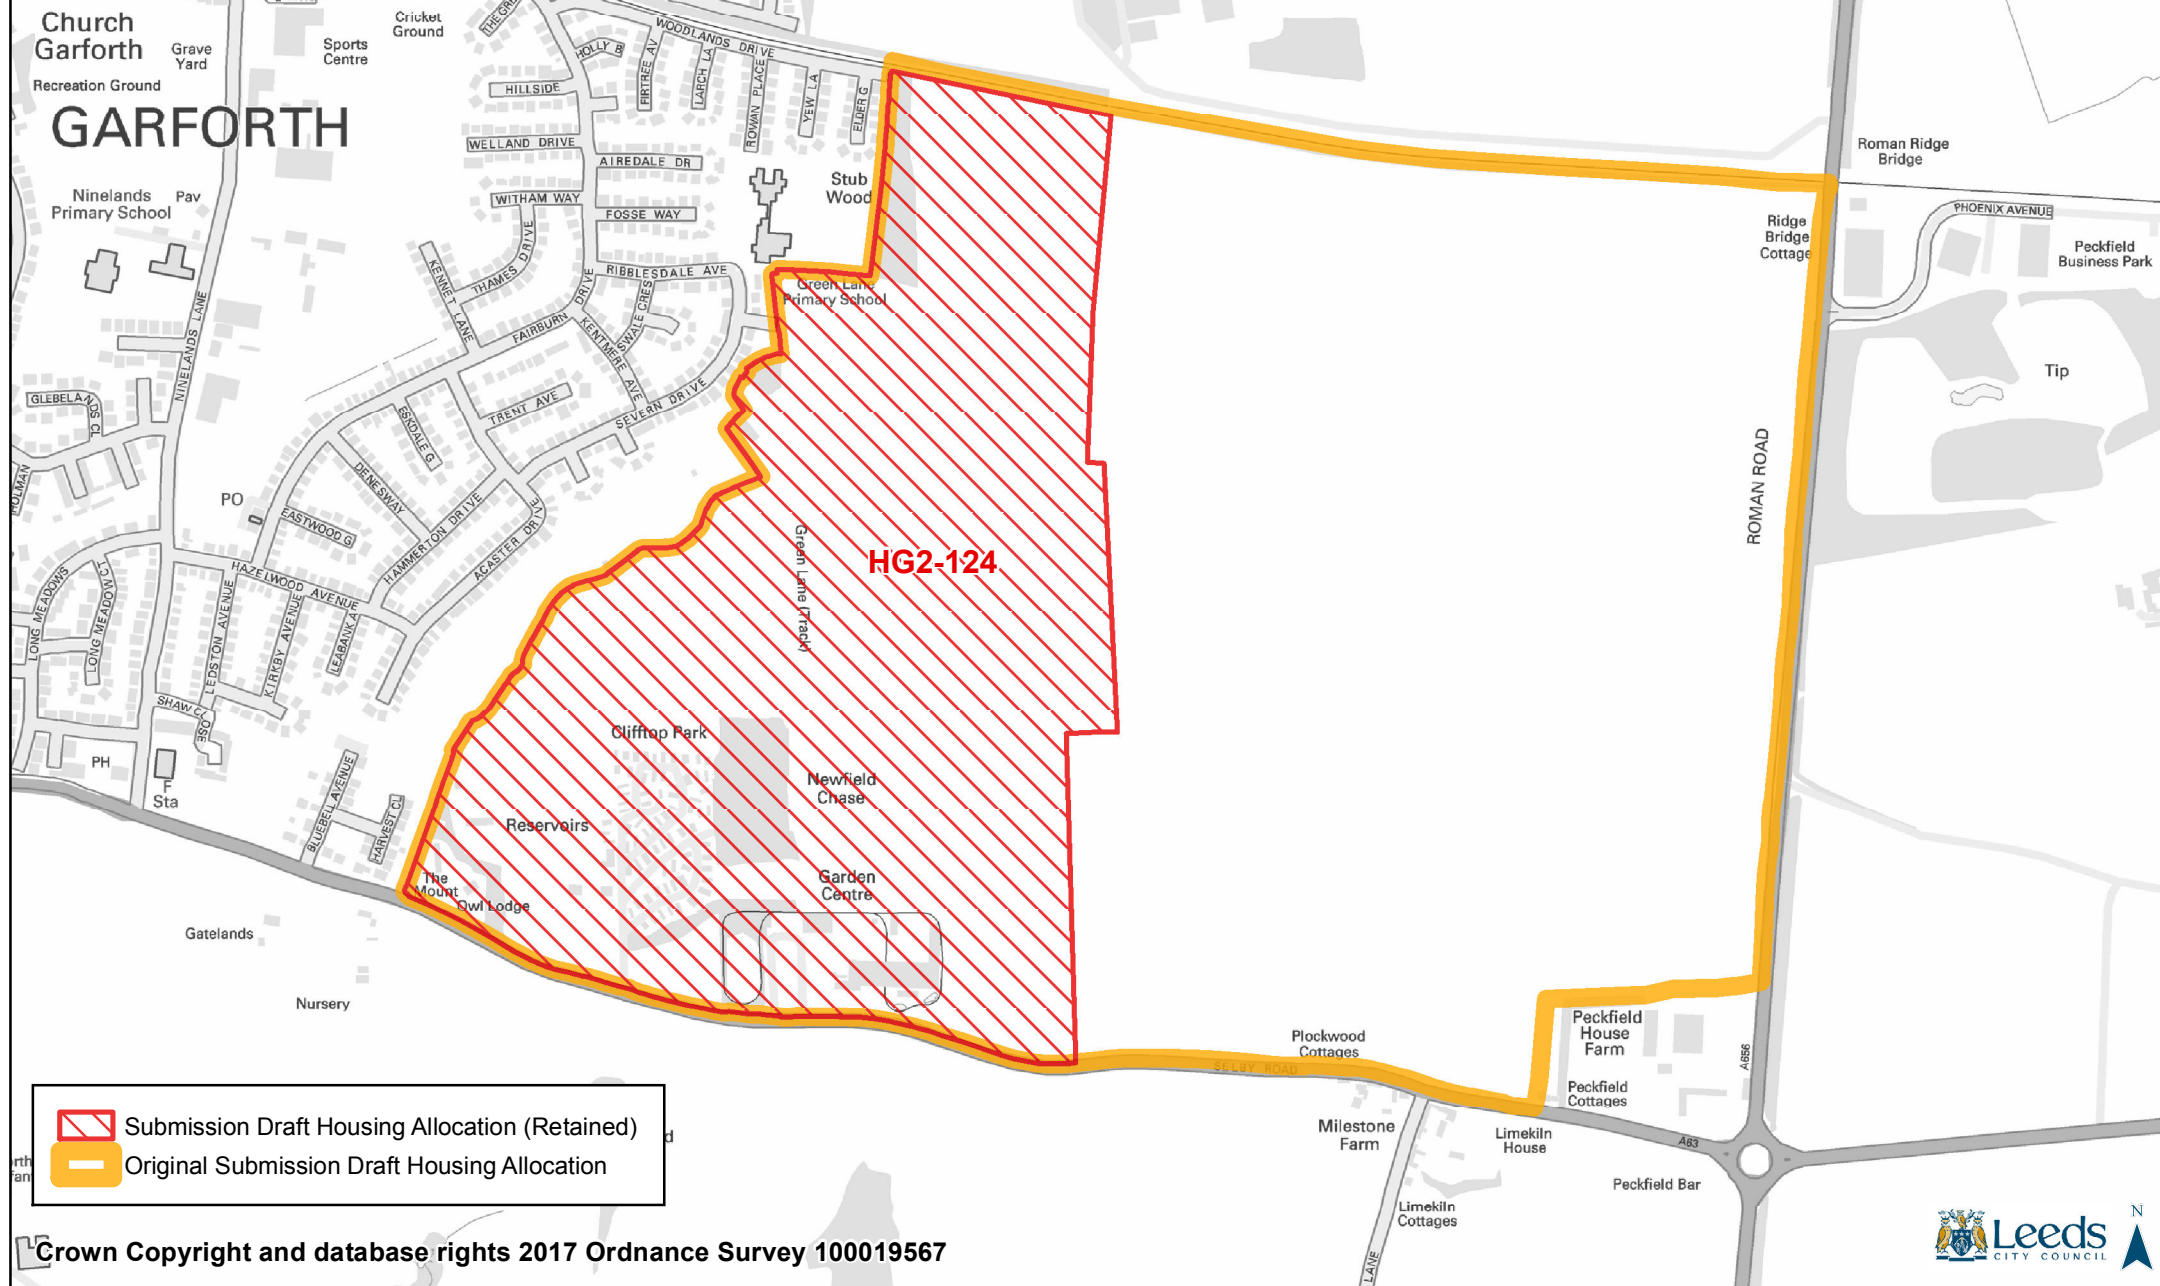 Church
Garforth
Grave
Yard
Sports
Centre
Cricket
Ground
Recreation Ground
GARFORTH
WOODLANDS DRIVE
HOLLY B
FIRTREE AV
LARCH LA
ROWAN PLACE
YEW LA
ELDER G
HILLSIDE
WELLAND DRIVE
AIREDALE DR
WITHAM WAY
FOSSE WAY
Stub
Wood
Ninelands
Primary School
Pav
KENNET LANE
THAMES DRIVE
RIBBLESDALE AVE
Green Lane
Primary School
FAIRBURN DRIVE
KENTMERE AVE
SWALE CRES
NINELANDS LANE
GLEBELANDS CL
TRENT AVE
SEVERN DRIVE
ESKDALE G
DENESWAY
HOLMAN
PO
EASTWOOD G
HAMMERTON DRIVE
ACASTER DRIVE
HAZELWOOD AVENUE
LONG MEADOWS
LONG MEADOW CT
LEDSTON AVENUE
KIRKBY AVENUE
LEABANK A
SHAW CLOSE
PH
F
Sta
BLUEBELL AVENUE
HARVEST CL
Green Lane (Track)
HG2-124
Clifftop Park
Newfield
Chase
Reservoirs
Garden
Centre
The
Mount
Owl Lodge
Gatelands
Nursery
Roman Ridge
Bridge
PHOENIX AVENUE
Ridge
Bridge
Cottage
Peckfield
Business Park
Tip
ROMAN ROAD
Plockwood
Cottages
SELBY ROAD
Peckfield
House
Farm
Peckfield
Cottages
A656
A63
Milestone
Farm
Limekiln
House
Peckfield Bar
Limekiln
Cottages
LANE
Submission Draft Housing Allocation (Retained)
Original Submission Draft Housing Allocation
Crown Copyright and database rights 2017 Ordnance Survey 100019567
Leeds
CITY COUNCIL
N